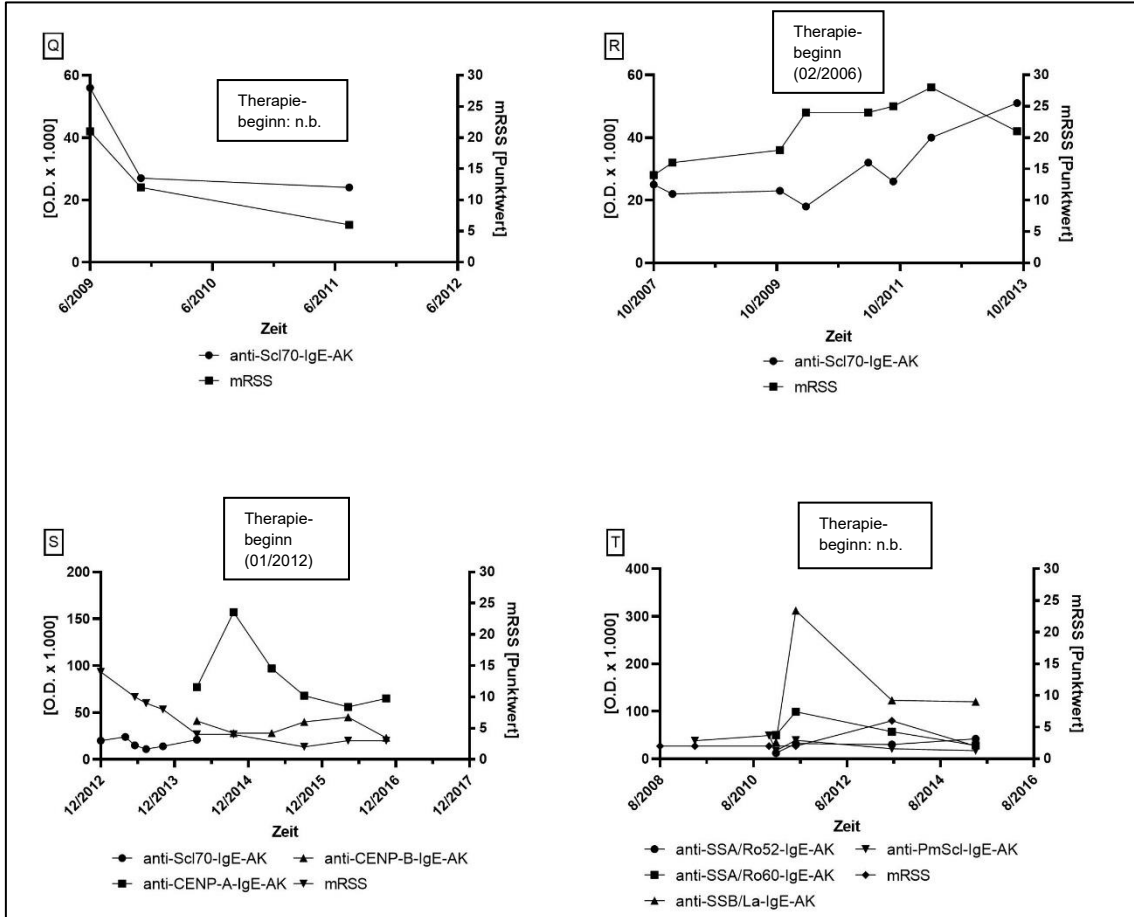 Q
Therapie-
beginn: n.b.
60
40
20
0
[O.D. x 1.000]
30
25
20
15
10
5
0
mRSS [Punktwert]
6/2009
6/2010
6/2011
6/2012
Zeit
anti-Scl70-IgE-AK
mRSS
R
Therapie-
beginn
(02/2006)
60
40
20
0
[O.D. x 1.000]
30
25
20
15
10
5
0
mRSS [Punktwert]
10/2007
10/2009
10/2011
10/2013
Zeit
anti-Scl70-IgE-AK
mRSS
S
Therapie-
beginn
(01/2012)
200
150
100
50
0
[O.D. x 1.000]
30
25
20
15
10
5
0
mRSS [Punktwert]
12/2012
12/2013
12/2014
12/2015
12/2016
12/2017
Zeit
anti-Scl70-IgE-AK
anti-CENP-B-IgE-AK
anti-CENP-A-IgE-AK
mRSS
T
Therapie-
beginn: n.b.
400
300
200
100
0
[O.D. x 1.000]
30
25
20
15
10
5
0
mRSS [Punktwert]
8/2008
8/2010
8/2012
8/2014
8/2016
Zeit
anti-SSA/Ro52-IgE-AK
anti-PmScl-IgE-AK
anti-SSA/Ro60-IgE-AK
mRSS
anti-SSB/La-IgE-AK